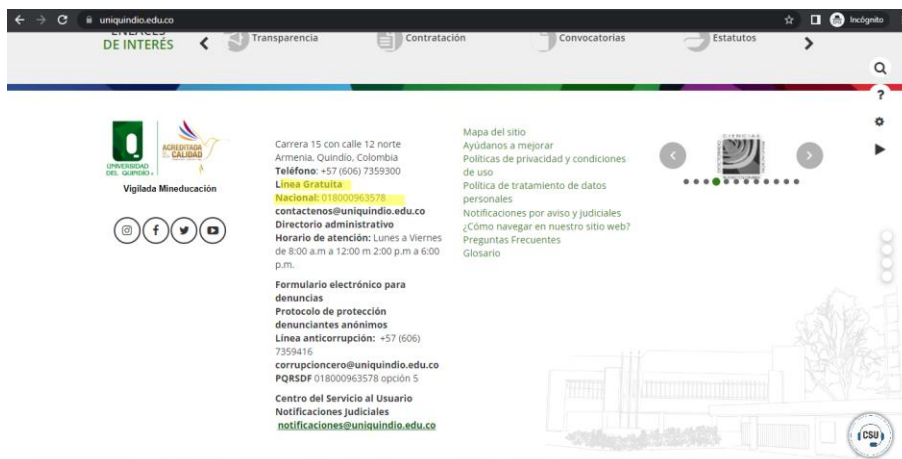 uniquindio.edu.co
Incógnito
ENLACES
DE INTERÉS
Transparencia
Contratación
Convocatorias
Estatutos
?
UNIVERSIDAD
DEL QUINDÍO
ACREDITADA
CALIDAD
Vigilada Mineducación
Carrera 15 con calle 12 norte
Armenia, Quindío, Colombia
Teléfono: +57 (606) 7359300
Línea Gratuita
Nacional: 018000963578
contactenos@uniquindio.edu.co
Directorio administrativo
Horario de atención: Lunes a Viernes
de 8:00 a.m a 12:00 m 2:00 p.m a 6:00
p.m.
Formulario electrónico para
denuncias
Protocolo de protección
denunciantes anónimos
Línea anticorrupción: +57 (606)
7359416
corrupcioncero@uniquindio.edu.co
PQRSDF 018000963578 opción 5
Centro del Servicio al Usuario
Notificaciones Judiciales
notificaciones@uniquindio.edu.co
Mapa del sitio
Ayúdanos a mejorar
Políticas de privacidad y condiciones
de uso
Política de tratamiento de datos
personales
Notificaciones por aviso y judiciales
¿Cómo navegar en nuestro sitio web?
Preguntas Frecuentes
Glosario
CIENCIAS
CSU